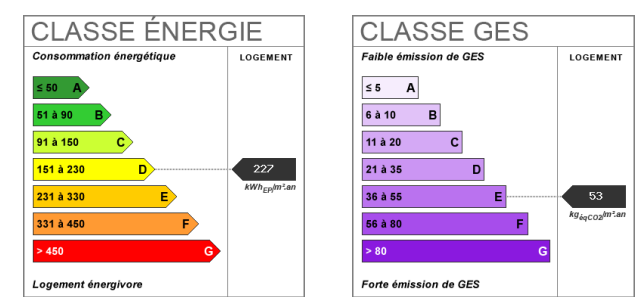 CLASSE ÉNERGIE
Consommation énergétique
LOGEMENT
≤ 50 A
51 à 90 B
91 à 150 C
151 à 230 D
227
kWhEP/m².an
231 à 330 E
331 à 450 F
> 450 G
Logement énergivore
CLASSE GES
Faible émission de GES
LOGEMENT
≤ 5 A
6 à 10 B
11 à 20 C
21 à 35 D
36 à 55 E
53
kgéqCO2/m².an
56 à 80 F
> 80 G
Forte émission de GES